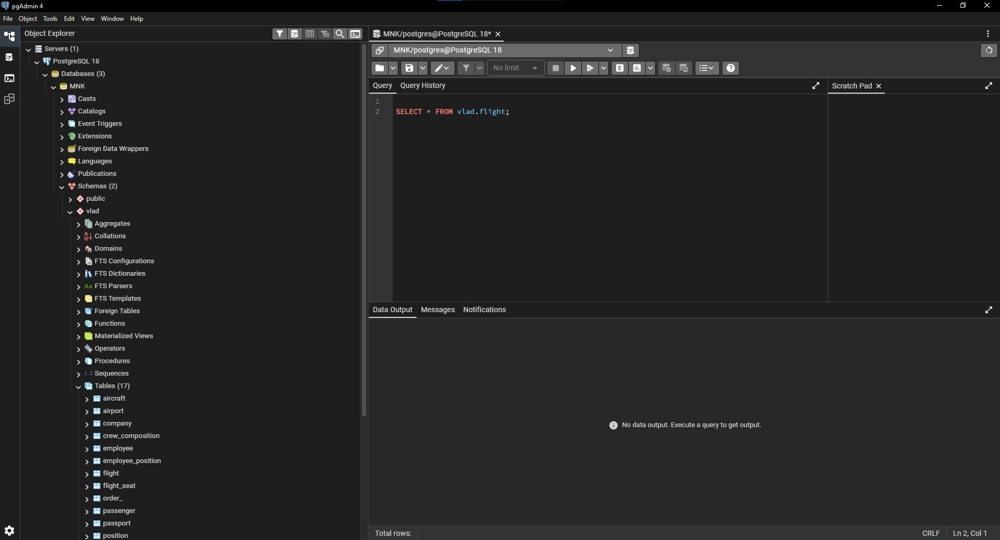 pgAdmin 4
File Object Tools Edit View Window Help
Object Explorer
Servers (1)
PostgreSQL 18
Databases (3)
MNK
Casts
Catalogs
Event Triggers
Extensions
Foreign Data Wrappers
Languages
Publications
Schemas (2)
public
vlad
Aggregates
Collations
Domains
FTS Configurations
FTS Dictionaries
Aa FTS Parsers
FTS Templates
Foreign Tables
Functions
Materialized Views
Operators
Procedures
1..3 Sequences
Tables (17)
aircraft
airport
company
crew_composition
employee
employee_position
flight
flight_seat
order_
passenger
passport
position
MNK/postgres@PostgreSQL 18*
MNK/postgres@PostgreSQL 18
No limit
E
Query Query History
Scratch Pad
1
2 SELECT * FROM vlad.flight;
Data Output Messages Notifications
No data output. Execute a query to get output.
Total rows:
CRLF Ln 2, Col 1